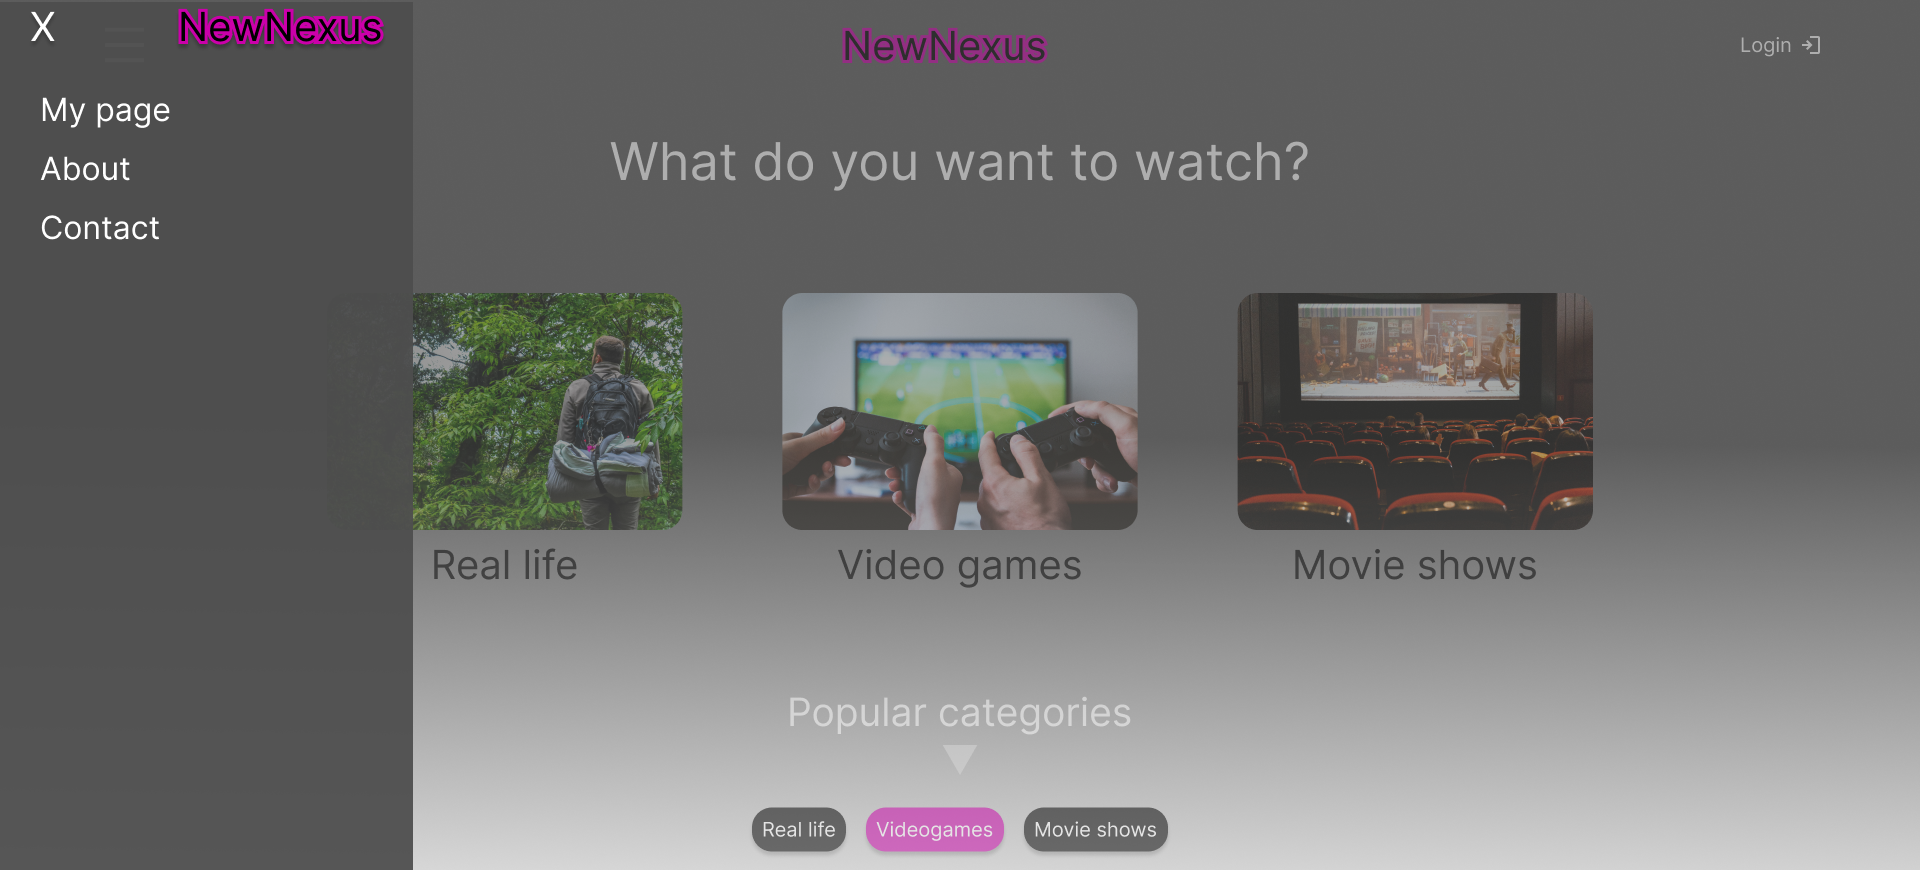 X NewNexus
My page
About
Contact
NewNexus
Login
What do you want to watch?
Real life
Video games
Movie shows
Popular categories
Real life
Videogames
Movie shows